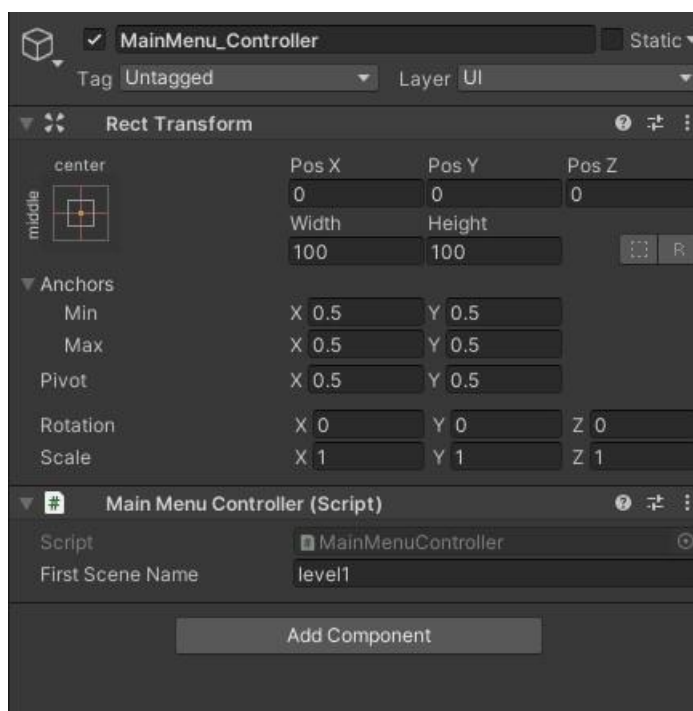 MainMenu_Controller Static
Tag Untagged Layer UI
Rect Transform
center Pos X Pos Y Pos Z
middle 0 0 0
Width Height
100 100 R
Anchors
Min X 0.5 Y 0.5
Max X 0.5 Y 0.5
Pivot X 0.5 Y 0.5
Rotation X 0 Y 0 Z 0
Scale X 1 Y 1 Z 1
# Main Menu Controller (Script)
Script MainMenuController
First Scene Name level1
Add Component